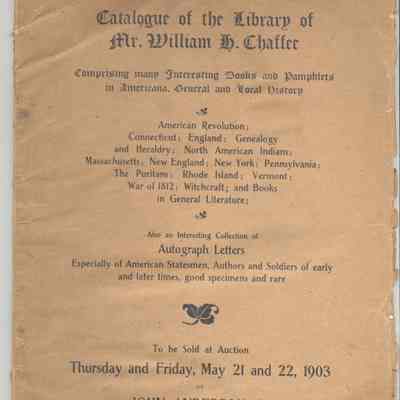 Catalogue of the Library of
Mr. William H. Chaffee
Comprising many Interesting Books and Pamphlets
in Americana, General and Local History
American Revolution;
Connecticut; England; Genealogy
and Heraldry; North American Indians;
Massachusetts; New England; New York; Pennsylvania;
The Puritans; Rhode Island; Vermont;
War of 1812; Witchcraft; and Books
in General Literature;
Also an Interesting Collection of
Autograph Letters
Especially of American Statesmen, Authors and Soldiers of early
and later times, good specimens and rare
To be Sold at Auction
Thursday and Friday, May 21 and 22, 1903
BY
JOHN ANDERSON